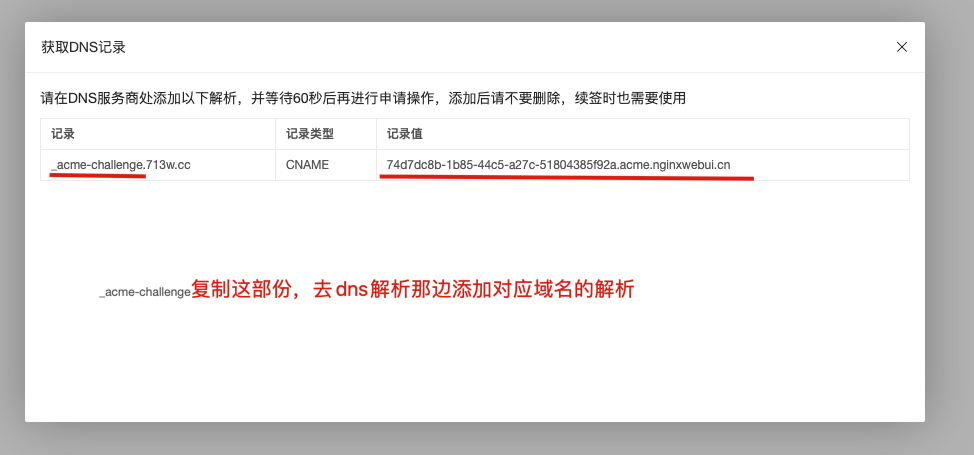 获取DNS记录
请在DNS服务商处添加以下解析，并等待60秒后再进行申请操作，添加后请不要删除，续签时也需要使用
记录 记录类型 记录值
_acme-challenge.713w.cc CNAME 74d7dc8b-1b85-44c5-a27c-51804385f92a.acme.nginxwebui.cn
_acme-challenge复制这部份，去dns解析那边添加对应域名的解析